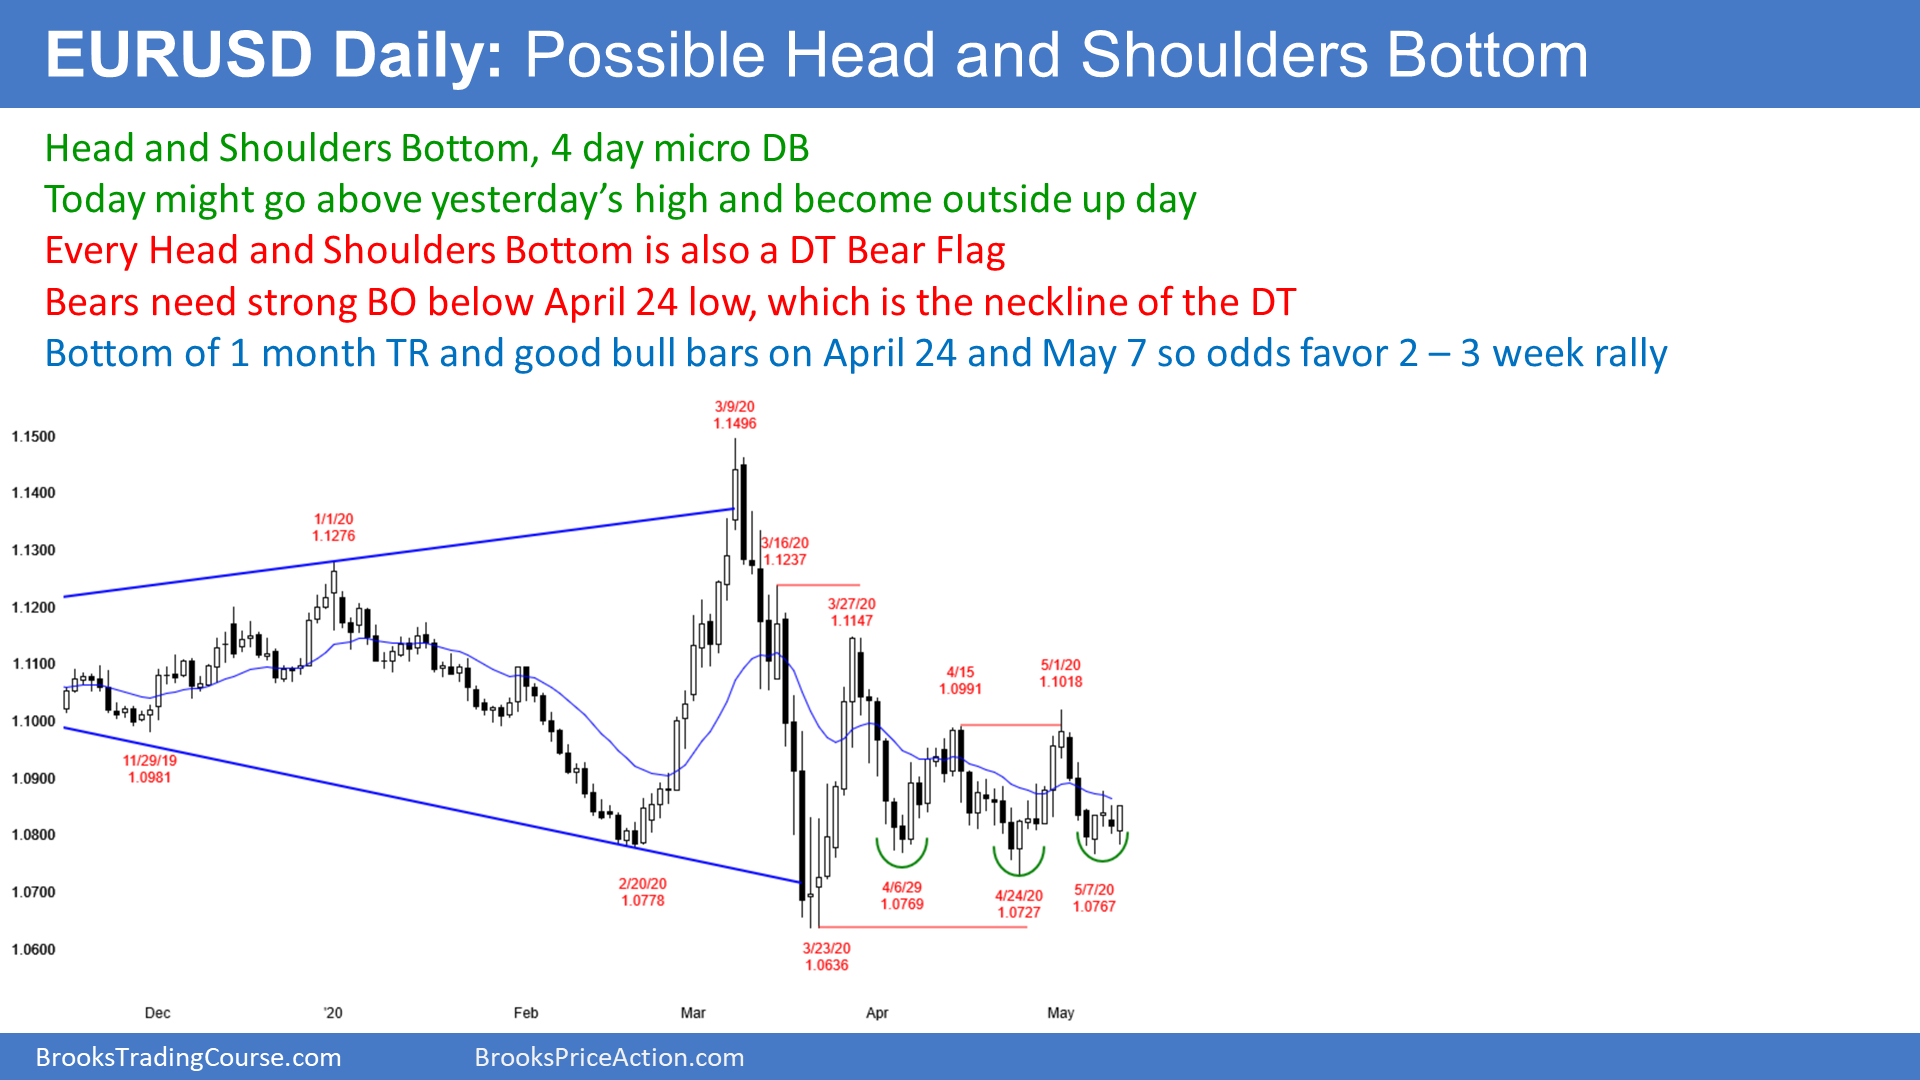 EURUSD Daily: Possible Head and Shoulders Bottom
Head and Shoulders Bottom, 4 day micro DB
Today might go above yesterday’s high and become outside up day
Every Head and Shoulders Bottom is also a DT Bear Flag
Bears need strong BO below April 24 low, which is the neckline of the DT
Bottom of 1 month TR and good bull bars on April 24 and May 7 so odds favor 2 – 3 week rally
3/9/20
1.1496
1.1500
1.1400
1/1/20
1.1276
3/16/20
1.1237
1.1300
3/27/20
1.1147
1.1200
1.1100
4/15
1.0991
5/1/20
1.1018
1.1000
11/29/19
1.0981
1.0900
1.0800
2/20/20
1.0778
4/6/29
1.0769
4/24/20
1.0727
5/7/20
1.0767
1.0700
3/23/20
1.0636
1.0600
Dec
'20
Feb
Mar
Apr
May
BrooksTradingCourse.com
BrooksPriceAction.com